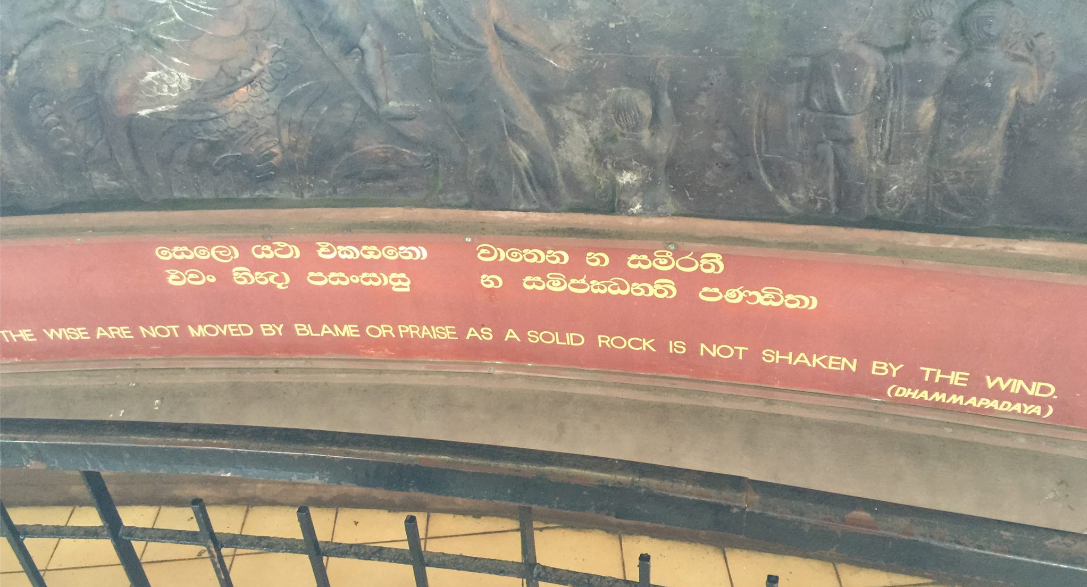 සෙලො යථා එකඝනො වාතෙන න සමීරතී
එවං නින්‍දා පසංසාසු න සමිජ්ඣන්ති පණ්ඩිතා
THE WISE ARE NOT MOVED BY BLAME OR PRAISE AS A SOLID ROCK IS NOT SHAKEN BY THE WIND.
(DHAMMAPADAYA)